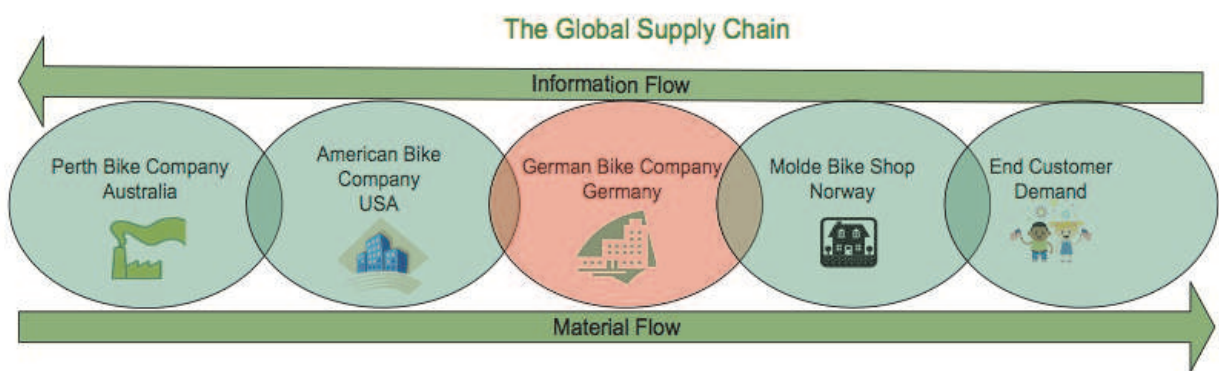 The Global Supply Chain
Information Flow
Perth Bike Company
Australia
American Bike
Company
USA
German Bike Company
Germany
Molde Bike Shop
Norway
End Customer
Demand
Material Flow